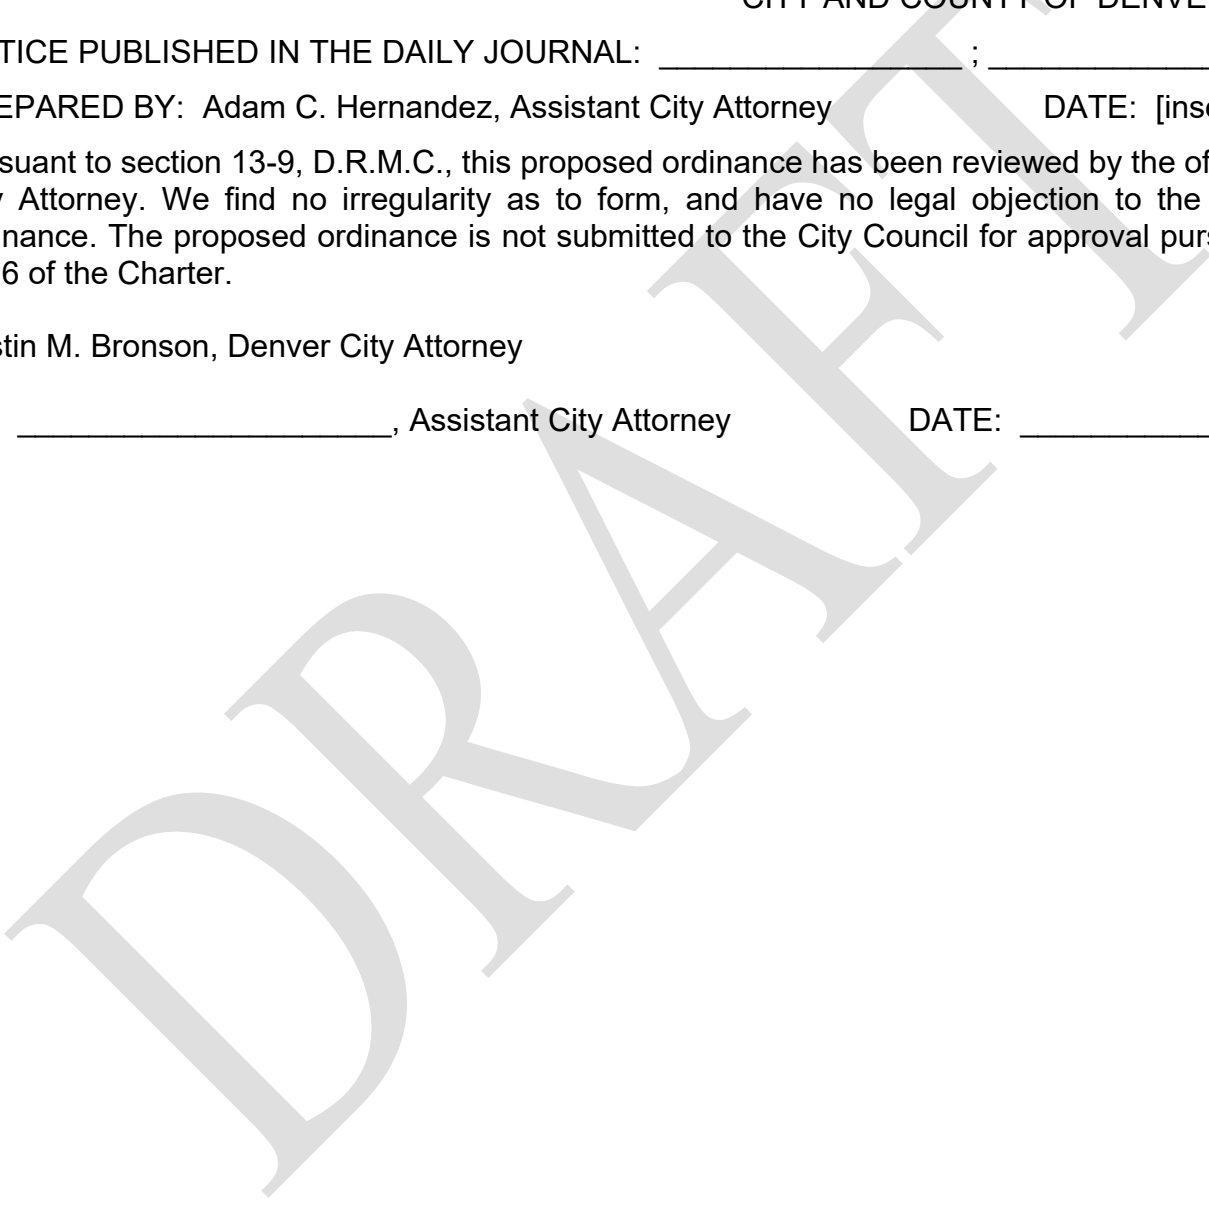 CITY AND COUNTY OF DENVE
TICE PUBLISHED IN THE DAILY JOURNAL: _________________ ; _____________
EPARED BY: Adam C. Hernandez, Assistant City Attorney DATE: [inse
suant to section 13-9, D.R.M.C., this proposed ordinance has been reviewed by the of
y Attorney. We find no irregularity as to form, and have no legal objection to the
nance. The proposed ordinance is not submitted to the City Council for approval purs
6 of the Charter.
stin M. Bronson, Denver City Attorney
_____________________, Assistant City Attorney DATE: ___________
DRAFT